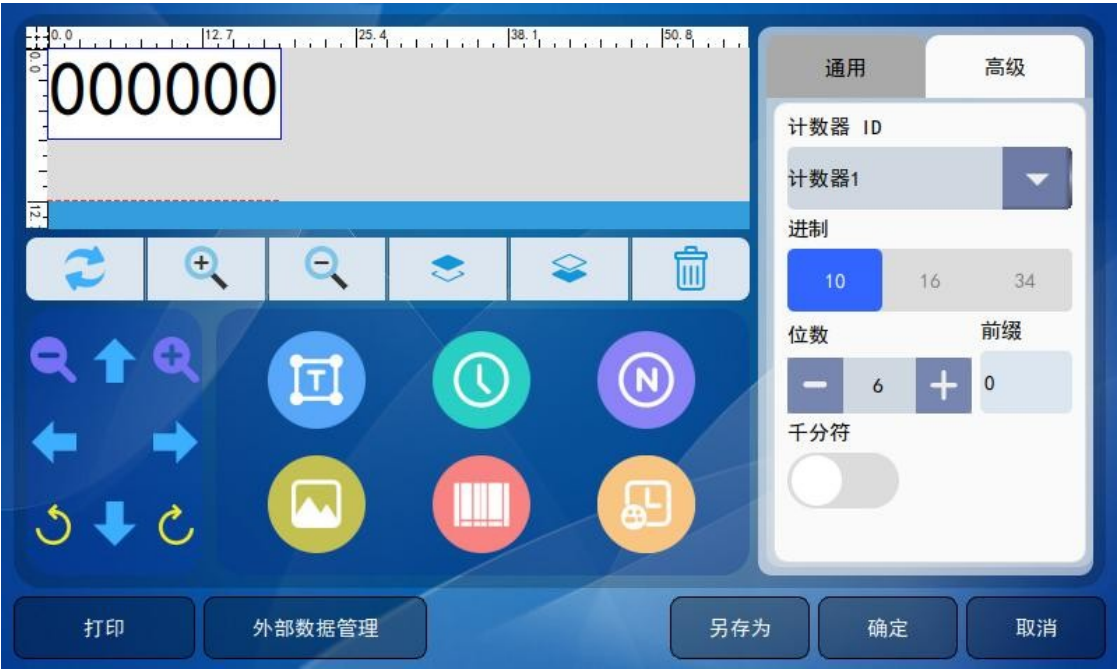 0.0 12.7 25.4 38.1 50.8
0.0
000000
12.
通用 高级
计数器 ID
计数器1
进制
10 16 34
位数 前缀
6 0
千分符
T
N
打印 外部数据管理 另存为 确定 取消